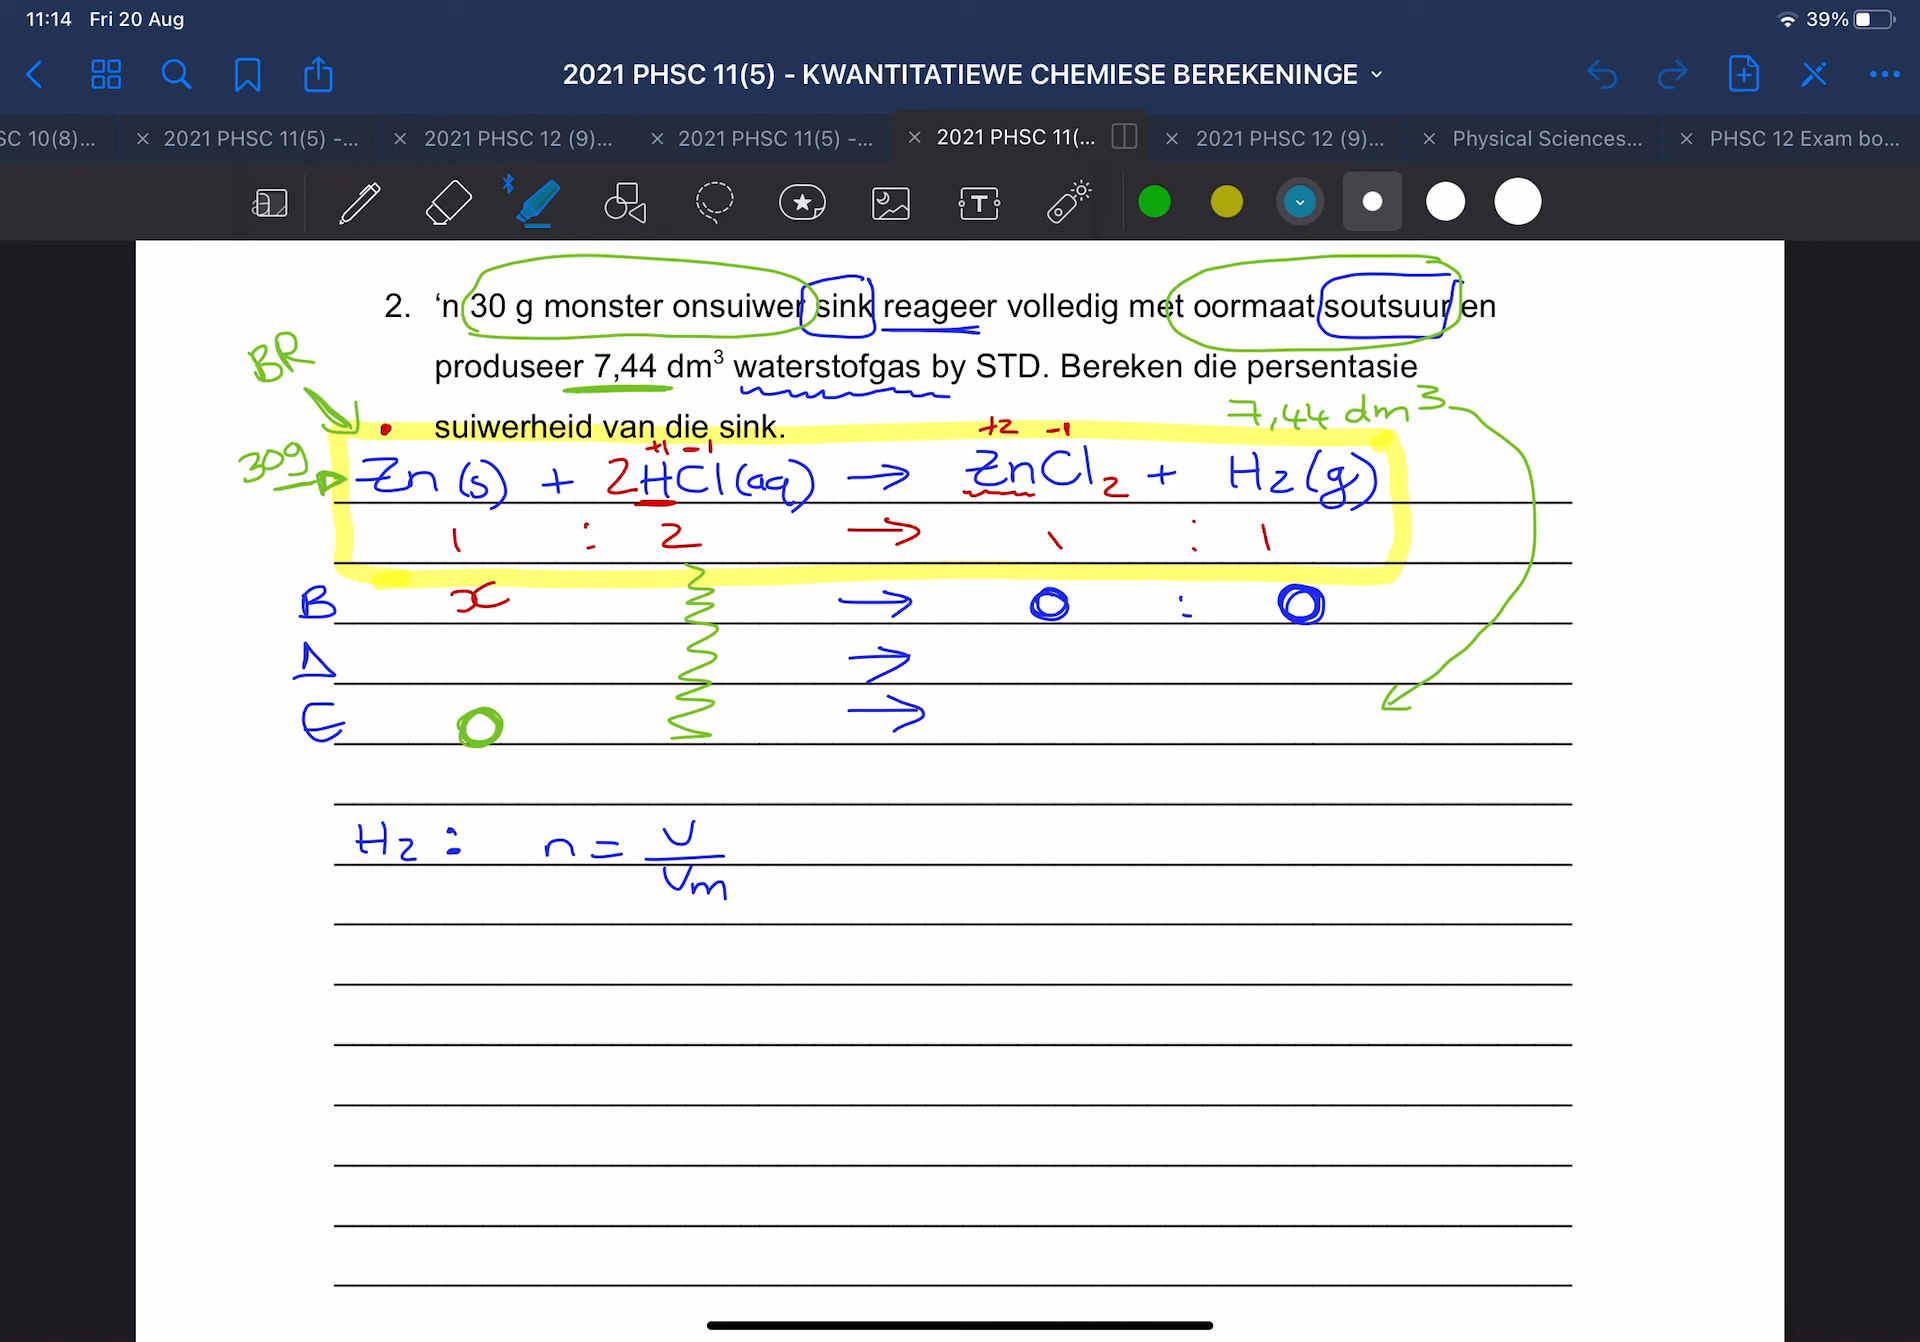 11:14 Fri 20 Aug 39%
2021 PHSC 11(5) - KWANTITATIEWE CHEMIESE BEREKENINGE
SC 10(8)... × 2021 PHSC 11(5) -... × 2021 PHSC 12 (9)... × 2021 PHSC 11(5) -... × 2021 PHSC 11(... × 2021 PHSC 12 (9)... × Physical Sciences... × PHSC 12 Exam bo...
2. ‘n 30 g monster onsuiwer sink reageer volledig met oormaat soutsuur en
BR
produseer 7,44 dm³ waterstofgas by STD. Bereken die persentasie
7,44 dm³
suiwerheid van die sink.
+1 -1 +2 -1
30g Zn (s) + 2HCl (aq) → ZnCl₂ + H₂ (g)
1 : 2 → 1 : 1
B x → 0 : 0
Δ →
E 0 →
H₂ : n = V
Vm